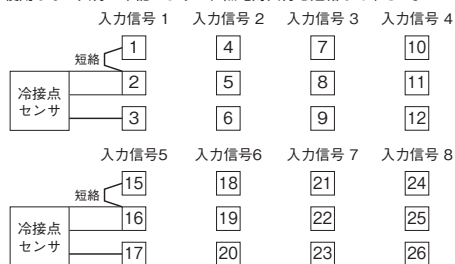 入力信号 1 入力信号 2 入力信号 3 入力信号 4
短絡 1 4 7 10
冷接点
センサ
2 5 8 11
3 6 9 12
入力信号5 入力信号6 入力信号 7 入力信号 8
短絡 15 18 21 24
冷接点
センサ
16 19 22 25
17 20 23 26